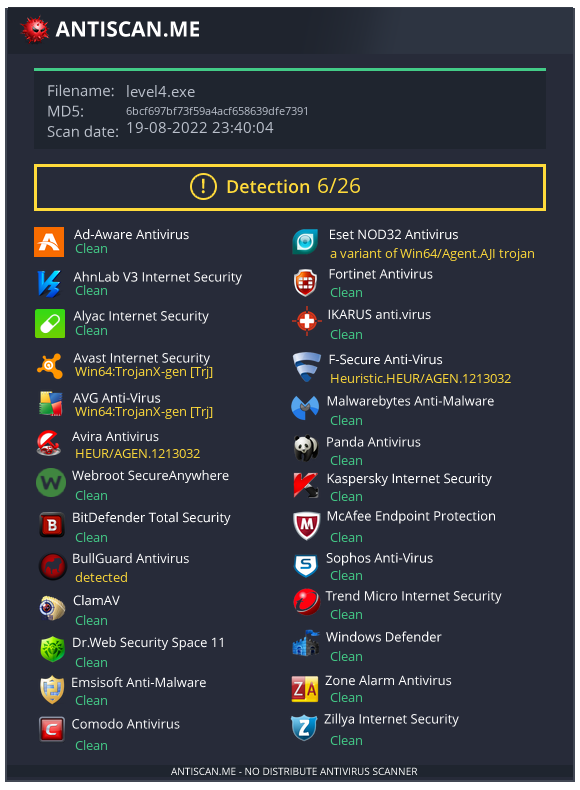 ANTISCAN.ME
Filename: level4.exe
MD5: 6bcf697bf73f59a4acf658639dfe7391
Scan date: 19-08-2022 23:40:04
! Detection 6/26
Ad-Aware Antivirus
Clean
AhnLab V3 Internet Security
Clean
Alyac Internet Security
Clean
Avast Internet Security
Win64:TrojanX-gen [Trj]
AVG Anti-Virus
Win64:TrojanX-gen [Trj]
Avira Antivirus
HEUR/AGEN.1213032
Webroot SecureAnywhere
Clean
BitDefender Total Security
Clean
BullGuard Antivirus
detected
ClamAV
Clean
Dr.Web Security Space 11
Clean
Emsisoft Anti-Malware
Clean
Comodo Antivirus
Clean
Eset NOD32 Antivirus
a variant of Win64/Agent.AJI trojan
Fortinet Antivirus
Clean
IKARUS anti.virus
Clean
F-Secure Anti-Virus
Heuristic.HEUR/AGEN.1213032
Malwarebytes Anti-Malware
Clean
Panda Antivirus
Clean
Kaspersky Internet Security
Clean
McAfee Endpoint Protection
Clean
Sophos Anti-Virus
Clean
Trend Micro Internet Security
Clean
Windows Defender
Clean
Zone Alarm Antivirus
Clean
Zillya Internet Security
Clean
ANTISCAN.ME - NO DISTRIBUTE ANTIVIRUS SCANNER